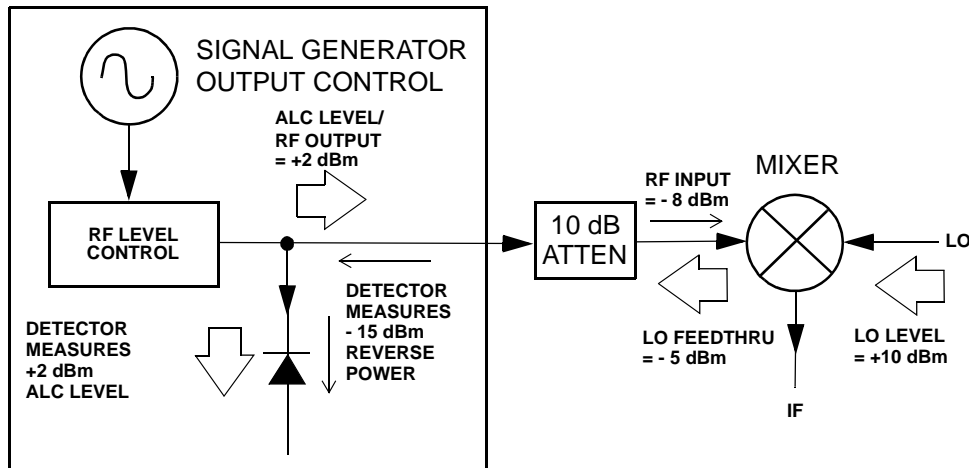 SIGNAL GENERATOR
OUTPUT CONTROL
ALC LEVEL/
RF OUTPUT
= +2 dBm
RF LEVEL
CONTROL
DETECTOR
MEASURES
+2 dBm
ALC LEVEL
DETECTOR
MEASURES
- 15 dBm
REVERSE
POWER
10 dB
ATTEN
RF INPUT
= - 8 dBm
MIXER
LO
LO FEEDTHRU
= - 5 dBm
LO LEVEL
= +10 dBm
IF